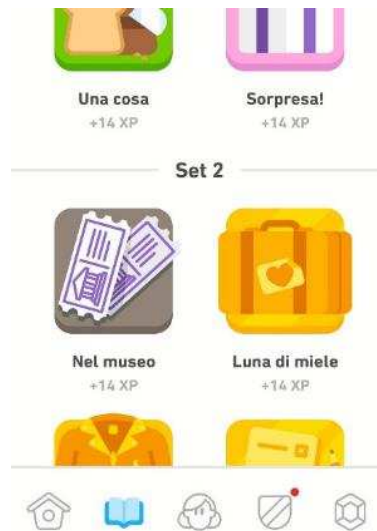 Una cosa Sorpresa!
+14 XP +14 XP
Set 2
Nel museo Luna di miele
+14 XP +14 XP